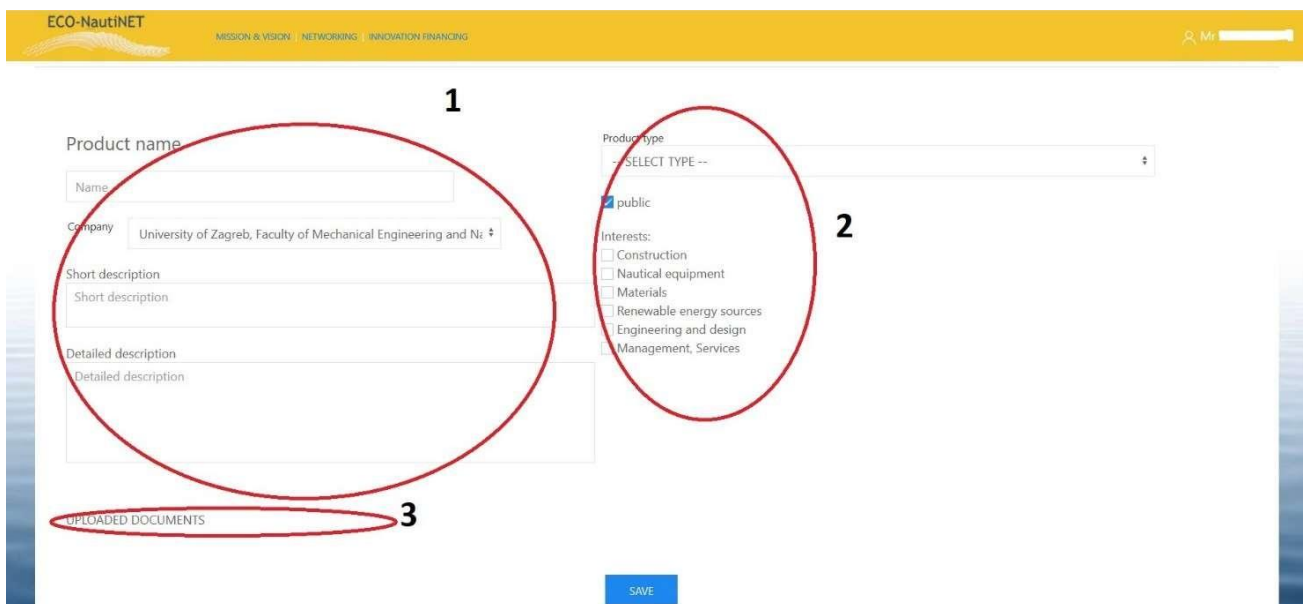 ECO-NautiNET
MISSION & VISION | NETWORKING | INNOVATION FINANCING
Mr
1
Product name
Name
Company
University of Zagreb, Faculty of Mechanical Engineering and Na
Short description
Short description
Detailed description
Detailed description
Product type
-- SELECT TYPE --
public
2
Interests:
Construction
Nautical equipment
Materials
Renewable energy sources
Engineering and design
Management, Services
UPLOADED DOCUMENTS
3
SAVE